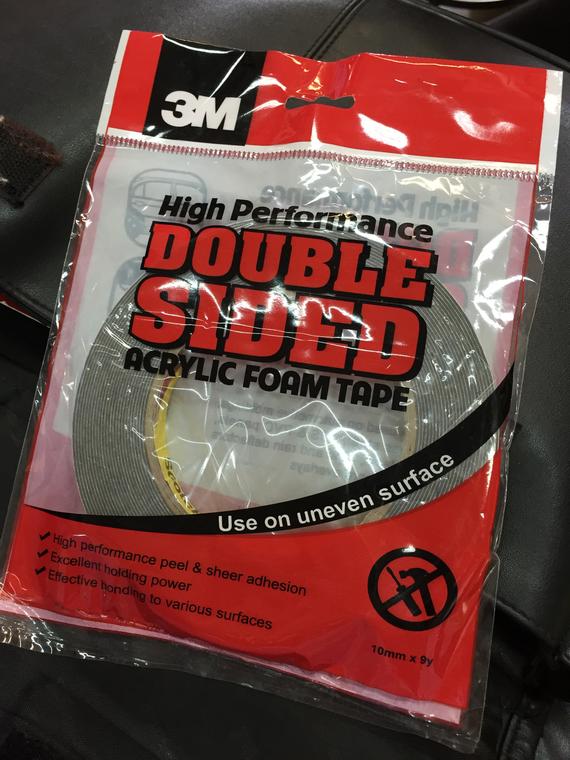 3M
High Performance
DOUBLE
SIDED
ACRYLIC FOAM TAPE
Scotch
Use on uneven surface
✔ High performance peel & sheer adhesion
✔ Excellent holding power
✔ Effective bonding to various surfaces
10mm x 9y